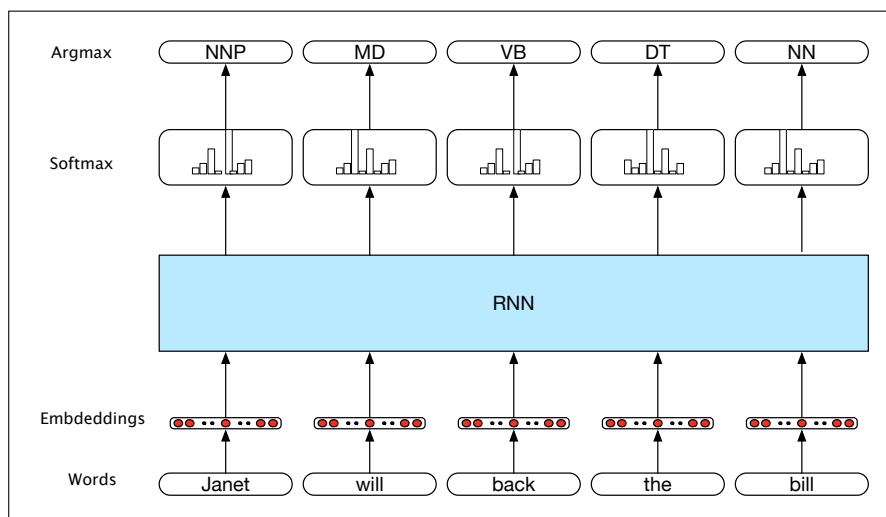 Argmax NNP MD VB DT NN
Softmax
RNN
Embdeddings
Words Janet will back the bill